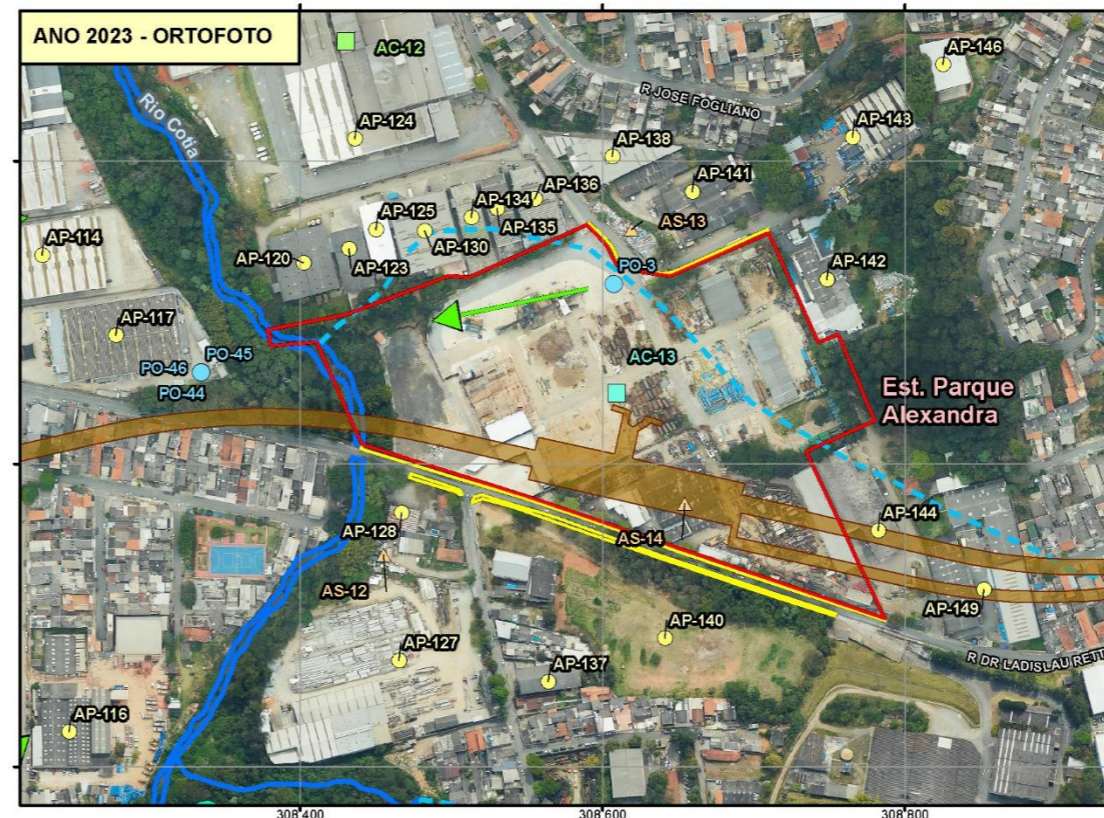 ANO 2023 - ORTOFOTO
AC-12
AP-146
Rio Cotia
R JOSE FOGLIANO
AP-124
AP-143
AP-138
AP-136
AP-141
AP-134
AP-125
AS-13
AP-135
AP-130
AP-114
AP-120
AP-123
PO-3
AP-142
AP-117
PO-45
PO-46
PO-44
AC-13
Est. Parque
Alexandra
AP-144
AP-128
AS-14
AS-12
AP-149
AP-140
AP-127
AP-137
R DR LADISLAU RETT
AP-116
308.400
308.600
308.800